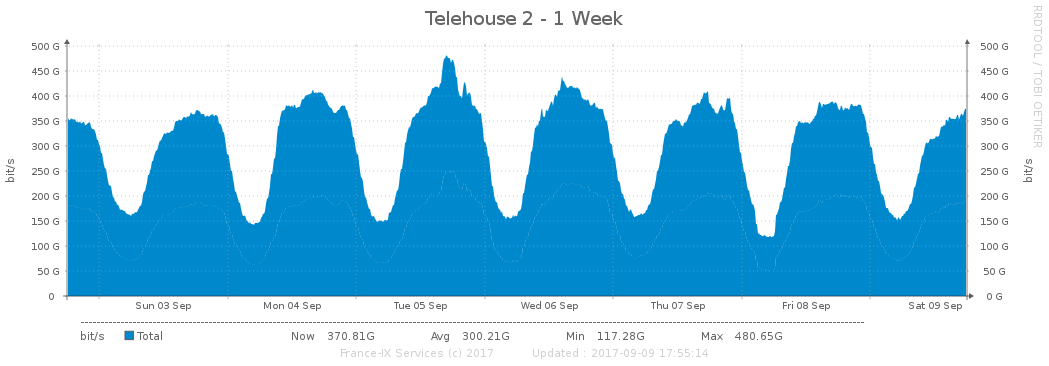 Telehouse 2 - 1 Week
RRDTOOL / TOBI OETIKER
500 G 500 G
450 G 450 G
400 G 400 G
350 G 350 G
300 G 300 G
250 G 250 G
200 G 200 G
150 G 150 G
100 G 100 G
50 G 50 G
0 0 G
bit/s bit/s
Sun 03 Sep Mon 04 Sep Tue 05 Sep Wed 06 Sep Thu 07 Sep Fri 08 Sep Sat 09 Sep
bit/s Total Now 370.81G Avg 300.21G Min 117.28G Max 480.65G
France-IX Services (c) 2017 Updated : 2017-09-09 17:55:14